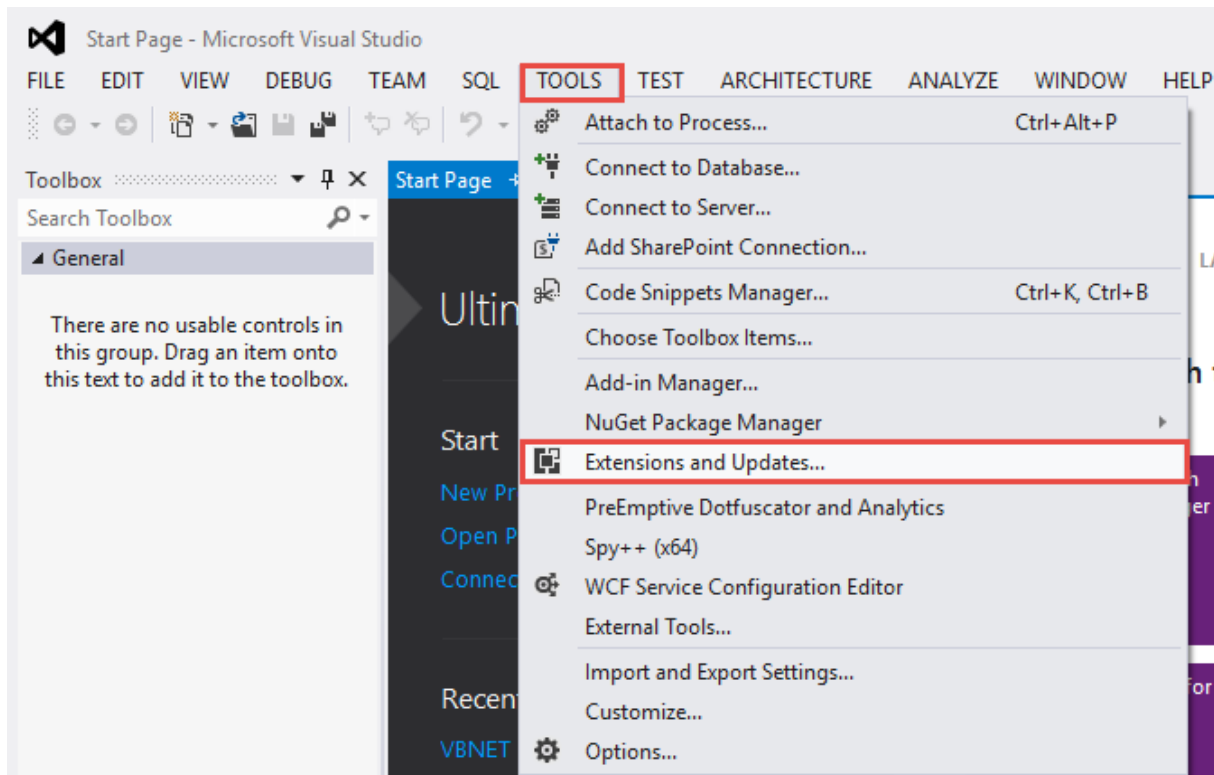 Start Page - Microsoft Visual Studio
FILE EDIT VIEW DEBUG TEAM SQL TOOLS TEST ARCHITECTURE ANALYZE WINDOW HELP
Toolbox
Search Toolbox
General
There are no usable controls in
this group. Drag an item onto
this text to add it to the toolbox.
Start Page
Start
Attach to Process... Ctrl+Alt+P
Connect to Database...
Connect to Server...
Add SharePoint Connection...
Code Snippets Manager... Ctrl+K, Ctrl+B
Choose Toolbox Items...
Add-in Manager...
NuGet Package Manager
Extensions and Updates...
PreEmptive Dotfuscator and Analytics
Spy++ (x64)
WCF Service Configuration Editor
External Tools...
Import and Export Settings...
Customize...
Options...
VBNET